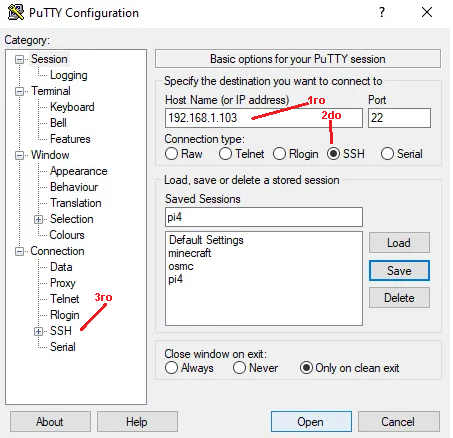 PuTTY Configuration
Category:
Session
Logging
Terminal
Keyboard
Bell
Features
Window
Appearance
Behaviour
Translation
Selection
Colours
Connection
Data
Proxy
Telnet
Rlogin
SSH
Serial
3ro
Basic options for your PuTTY session
Specify the destination you want to connect to
Host Name (or IP address) 1ro Port
192.168.1.103 22
2do
Connection type:
Raw Telnet Rlogin SSH Serial
Load, save or delete a stored session
Saved Sessions
pi4
Default Settings
minecraft
osmc
pi4
Load
Save
Delete
Close window on exit:
Always Never Only on clean exit
About Help Open Cancel